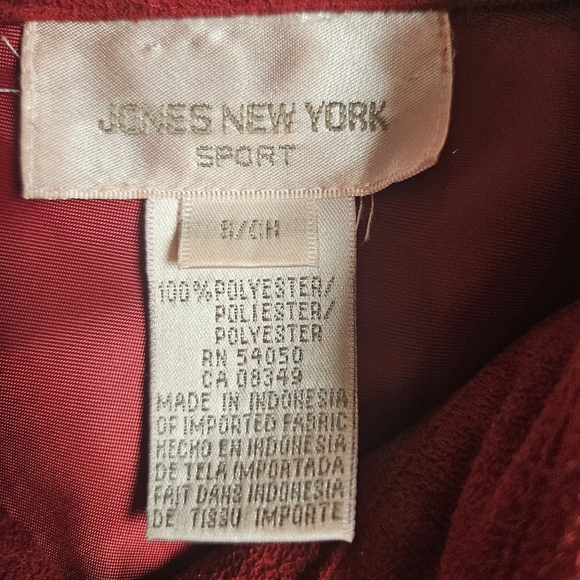 JONES NEW YORK
SPORT
S/CH
100% POLYESTER/
POLIESTER/
POLYESTER
RN 54050
CA 08349
MADE IN INDONESIA
OF IMPORTED FABRIC
HECHO EN INDONESIA
DE TELA IMPORTADA
FAIT DANS INDONESIA
DE TISSU IMPORTE